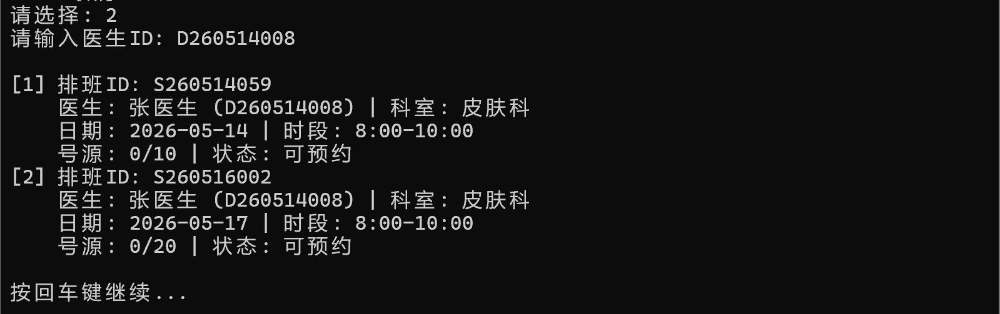 请选择: 2
请输入医生ID: D260514008
[1] 排班ID: S260514059
医生: 张医生 (D260514008) | 科室: 皮肤科
日期: 2026-05-14 | 时段: 8:00-10:00
号源: 0/10 | 状态: 可预约
[2] 排班ID: S260516002
医生: 张医生 (D260514008) | 科室: 皮肤科
日期: 2026-05-17 | 时段: 8:00-10:00
号源: 0/20 | 状态: 可预约
按回车键继续...